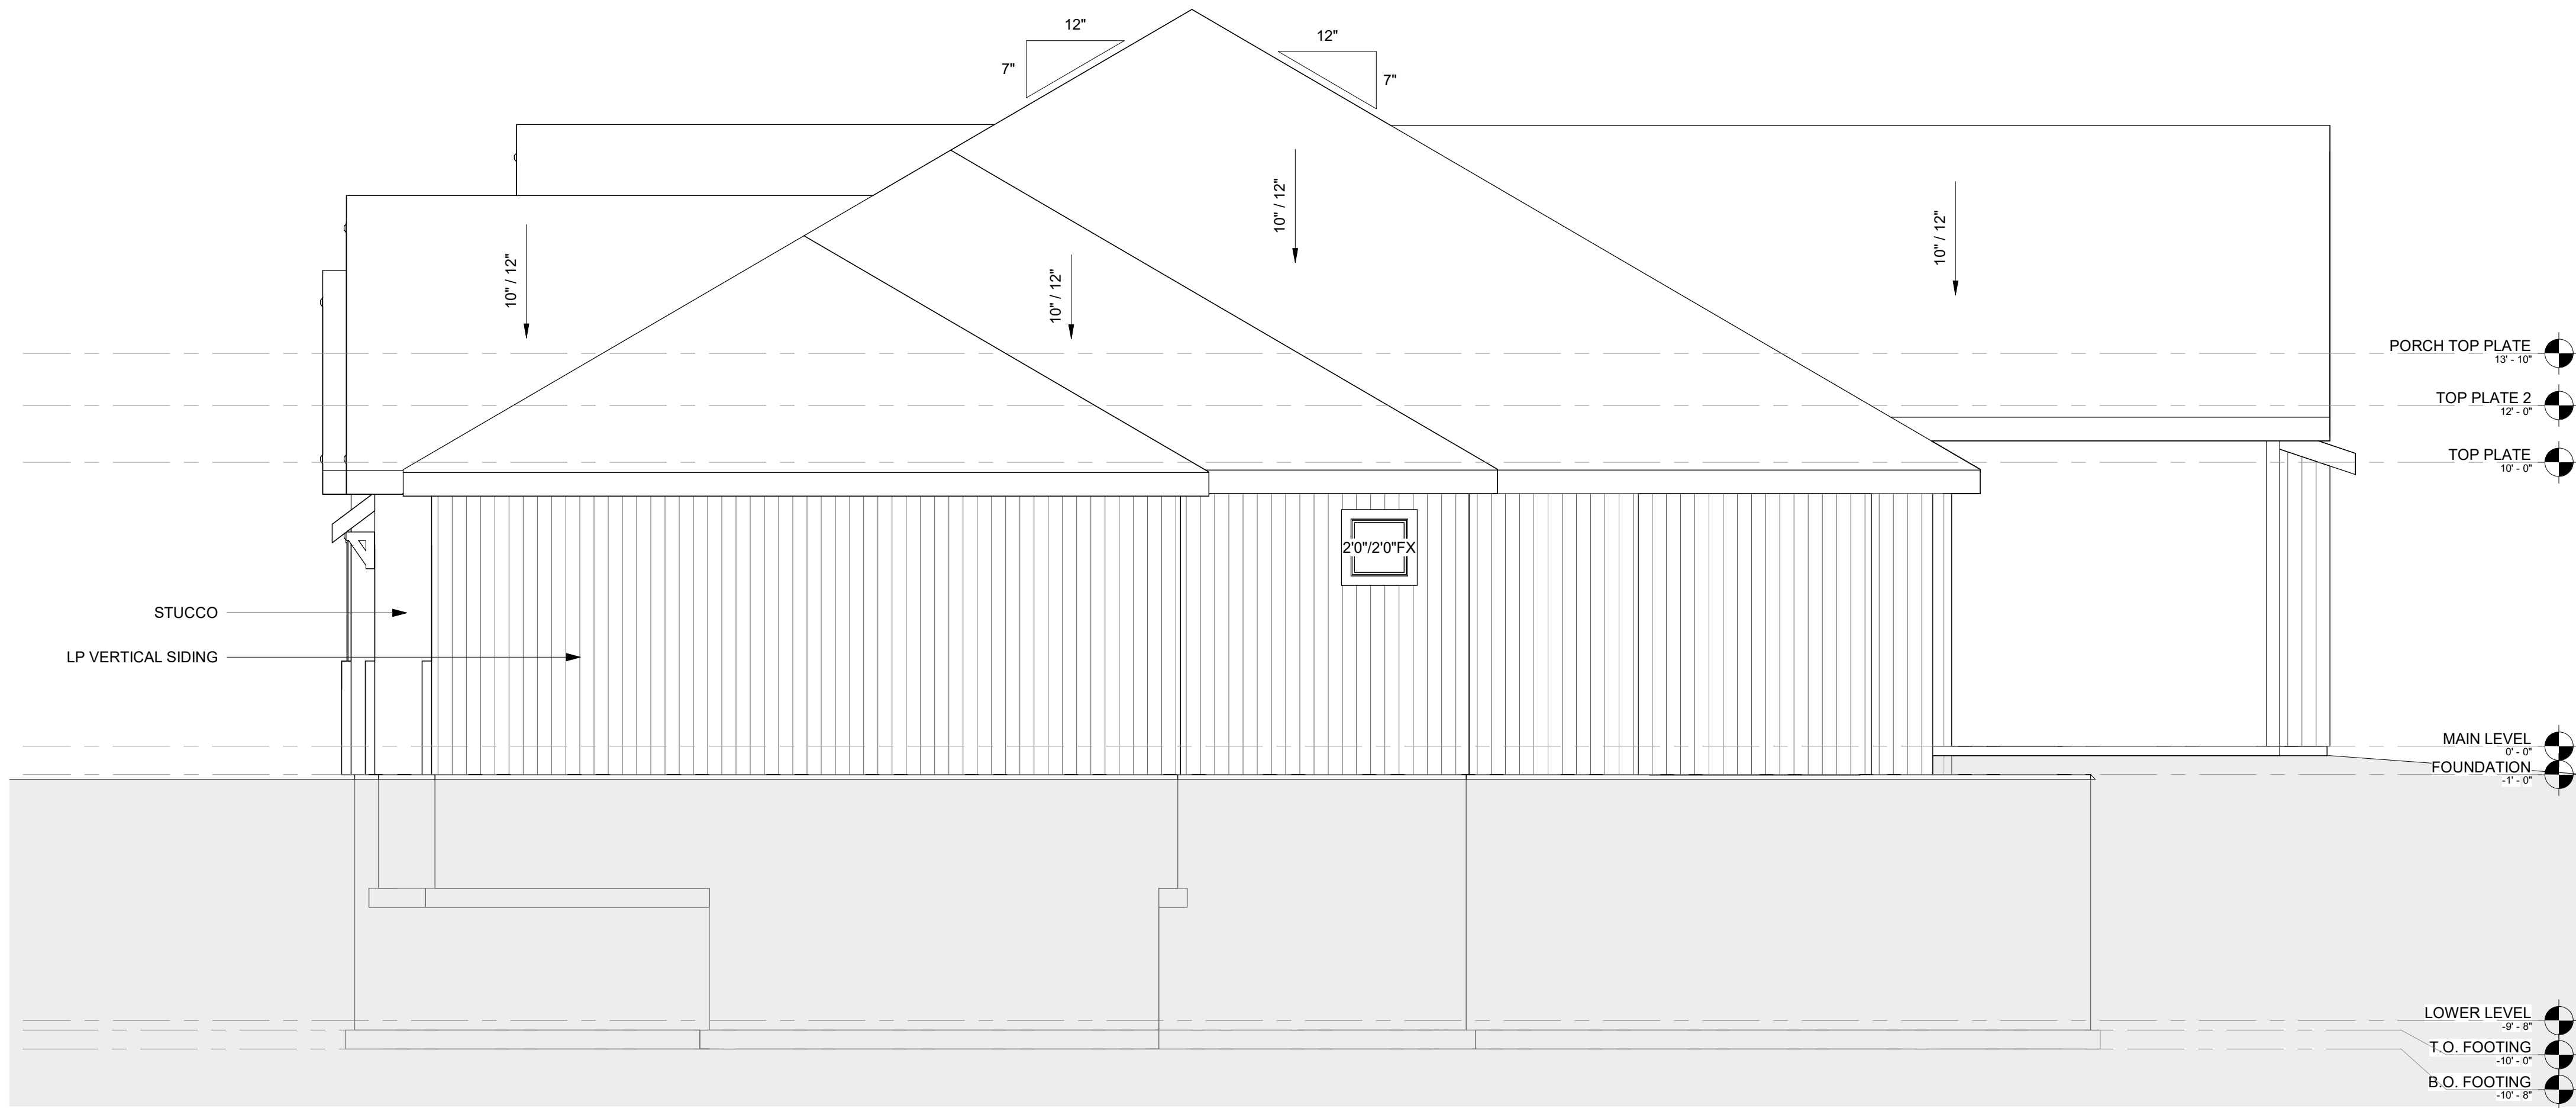 12"
7"
12"
7"
10" / 12"
10" / 12"
10" / 12"
10" / 12"
PORCH TOP PLATE
13' - 10"
TOP PLATE 2
12' - 0"
TOP PLATE
10' - 0"
2'0"/2'0"FX
STUCCO
LP VERTICAL SIDING
MAIN LEVEL
0' - 0"
FOUNDATION
-1' - 0"
LOWER LEVEL
-9' - 8"
T.O. FOOTING
-10' - 0"
B.O. FOOTING
-10' - 8"